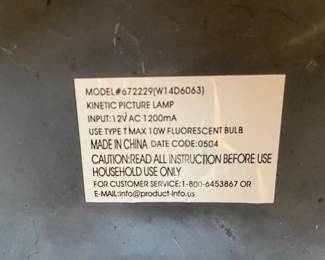 MODEL#672229(W14D6063)
KINETIC PICTURE LAMP
INPUT:12V AC 1200mA
USE TYPE T MAX 10W FLUORESCENT BULB
MADE IN CHINA DATE CODE:0504
CAUTION:READ ALL INSTRUCTION BEFORE USE
HOUSEHOLD USE ONLY
FOR CUSTOMER SERVICE:1-800-6453867 OR
E-MAIL:info@product-info.us